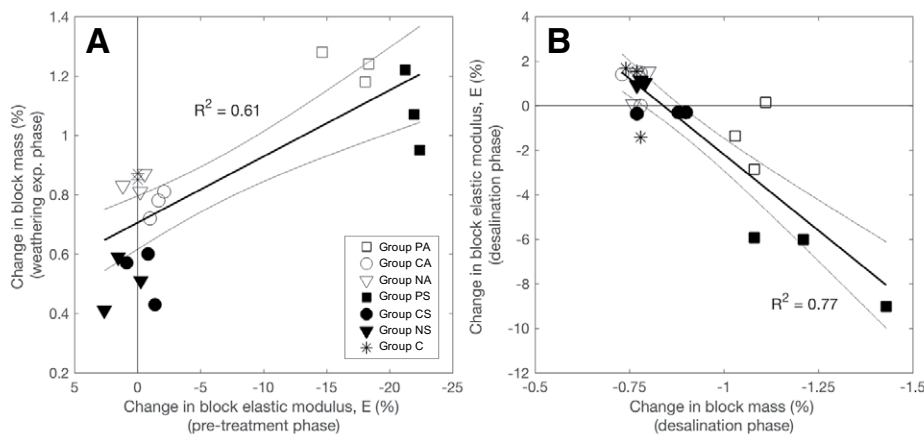 A
Change in block mass (%)
(weathering exp. phase)
1.4
1.2
1
0.8
0.6
0.4
0.2
R² = 0.61
Group PA
Group CA
Group NA
Group PS
Group CS
Group NS
Group C
5 0 -5 -10 -15 -20 -25
Change in block elastic modulus, E (%)
(pre-treatment phase)
B
Change in block elastic modulus, E (%)
(desalination phase)
4
2
0
-2
-4
-6
-8
-10
-12
R² = 0.77
-0.5 -0.75 -1 -1.25 -1.5
Change in block mass (%)
(desalination phase)